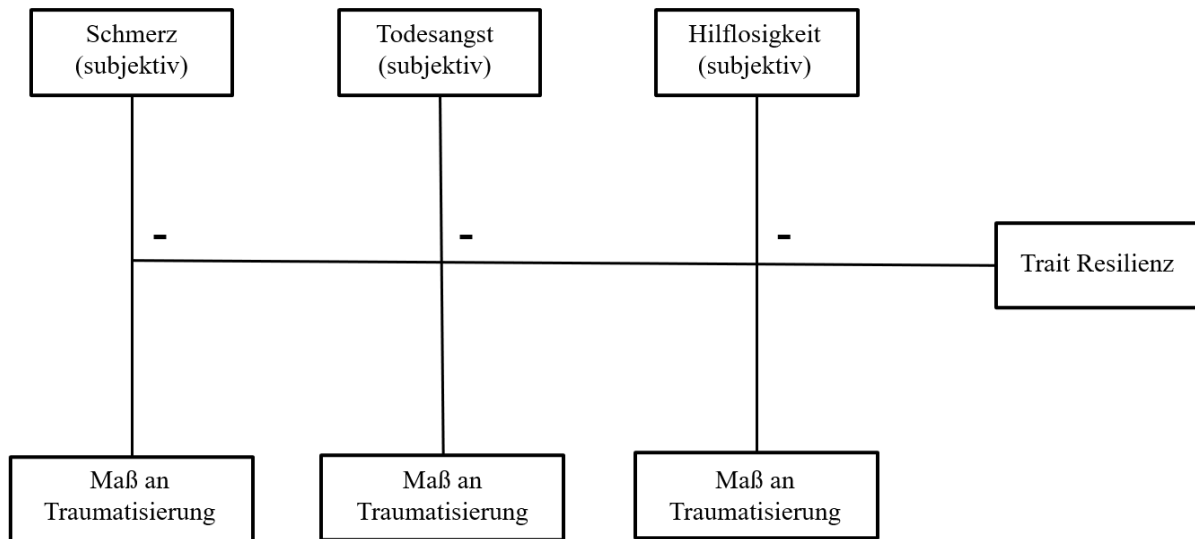 Schmerz
(subjektiv)
Todesangst
(subjektiv)
Hilflosigkeit
(subjektiv)
-
-
-
Trait Resilienz
Maß an
Traumatisierung
Maß an
Traumatisierung
Maß an
Traumatisierung